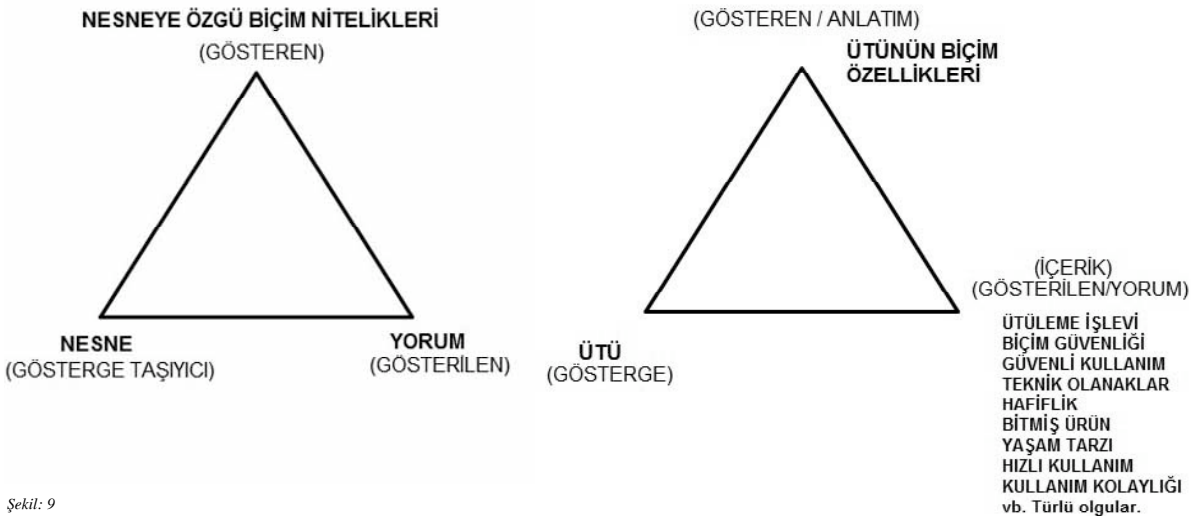 NESNEYE ÖZGÜ BİÇİM NİTELİKLERİ
(GÖSTEREN)
NESNE
(GÖSTERGE TAŞIYICI)
YORUM
(GÖSTERİLEN)
(GÖSTEREN / ANLATIM)
ÜTÜNÜN BİÇİM
ÖZELLİKLERİ
ÜTÜ
(GÖSTERGE)
(İÇERİK)
(GÖSTERİLEN/YORUM)
ÜTÜLEME İŞLEVİ
BİÇİM GÜVENLİĞİ
GÜVENLİ KULLANIM
TEKNİK OLANAKLAR
HAFİFLİK
BİTMİŞ ÜRÜN
YAŞAM TARZI
HIZLI KULLANIM
KULLANIM KOLAYLIĞI
vb. Türlü olgular.
Şekil: 9